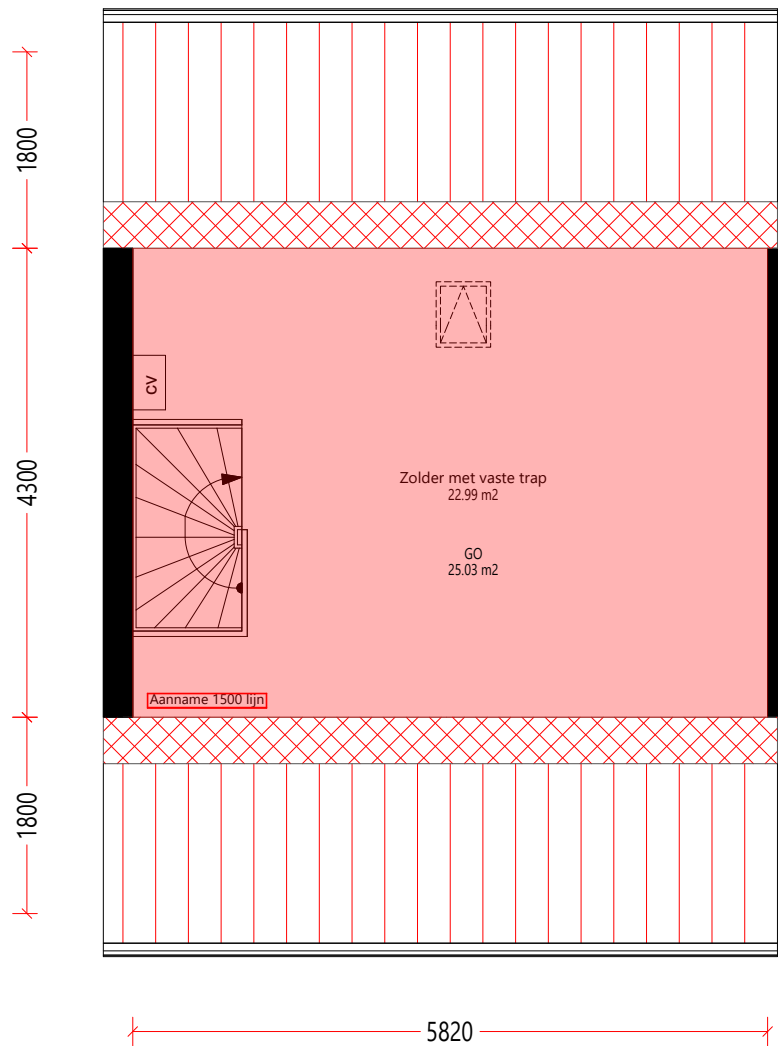 1800
4300
CV
Zolder met vaste trap
22.99 m2
GO
25.03 m2
Aanname 1500 lijn
1800
5820